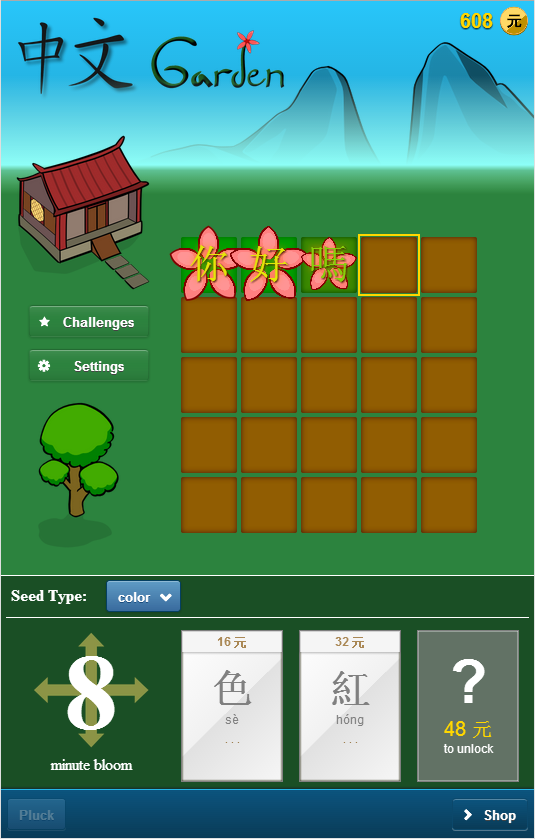 608 元
中文 Garden
你 好 嗎
Challenges
Settings
Seed Type: color
8
minute bloom
16 元
色
sè
...
32 元
紅
hóng
...
?
48 元
to unlock
Pluck
Shop